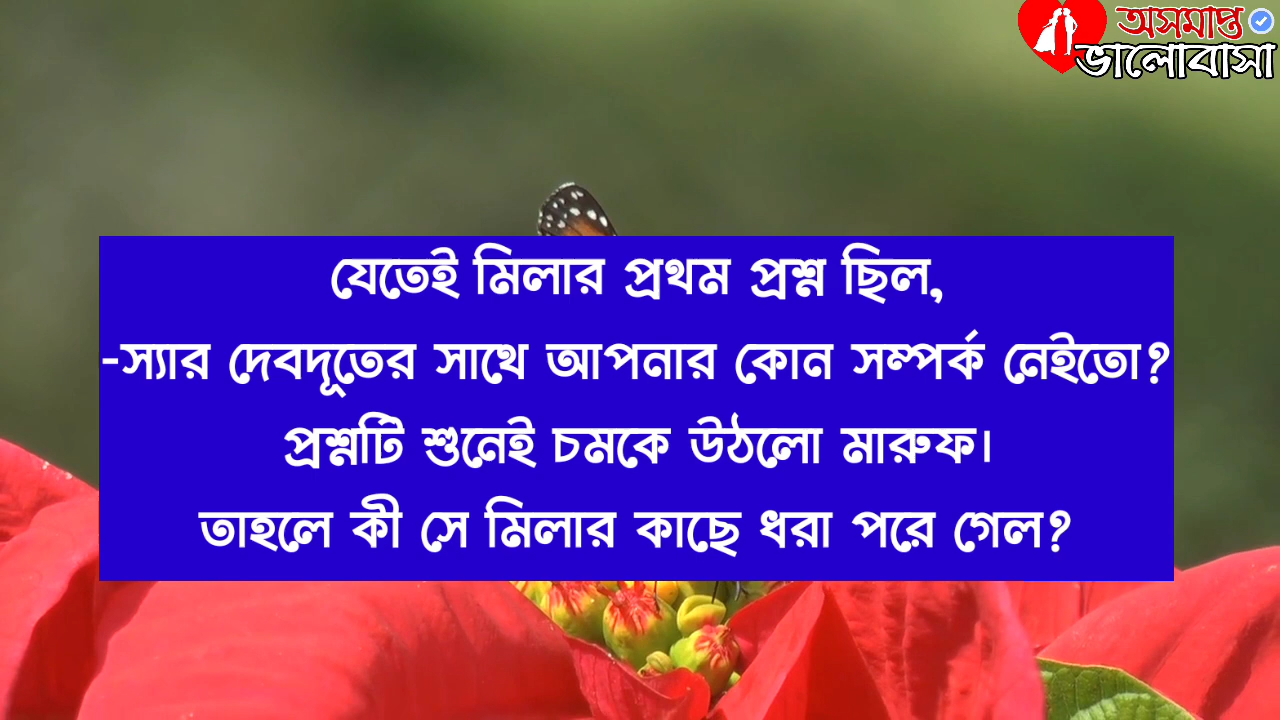 অসমাপ্ত
ভালোবাসা
যেতেই মিলার প্রথম প্রশ্ন ছিল,
-স্যার দেবদূতের সাথে আপনার কোন সম্পর্ক নেইতো?
প্রশ্নটি শুনেই চমকে উঠলো মারুফ।
তাহলে কী সে মিলার কাছে ধরা পরে গেল?